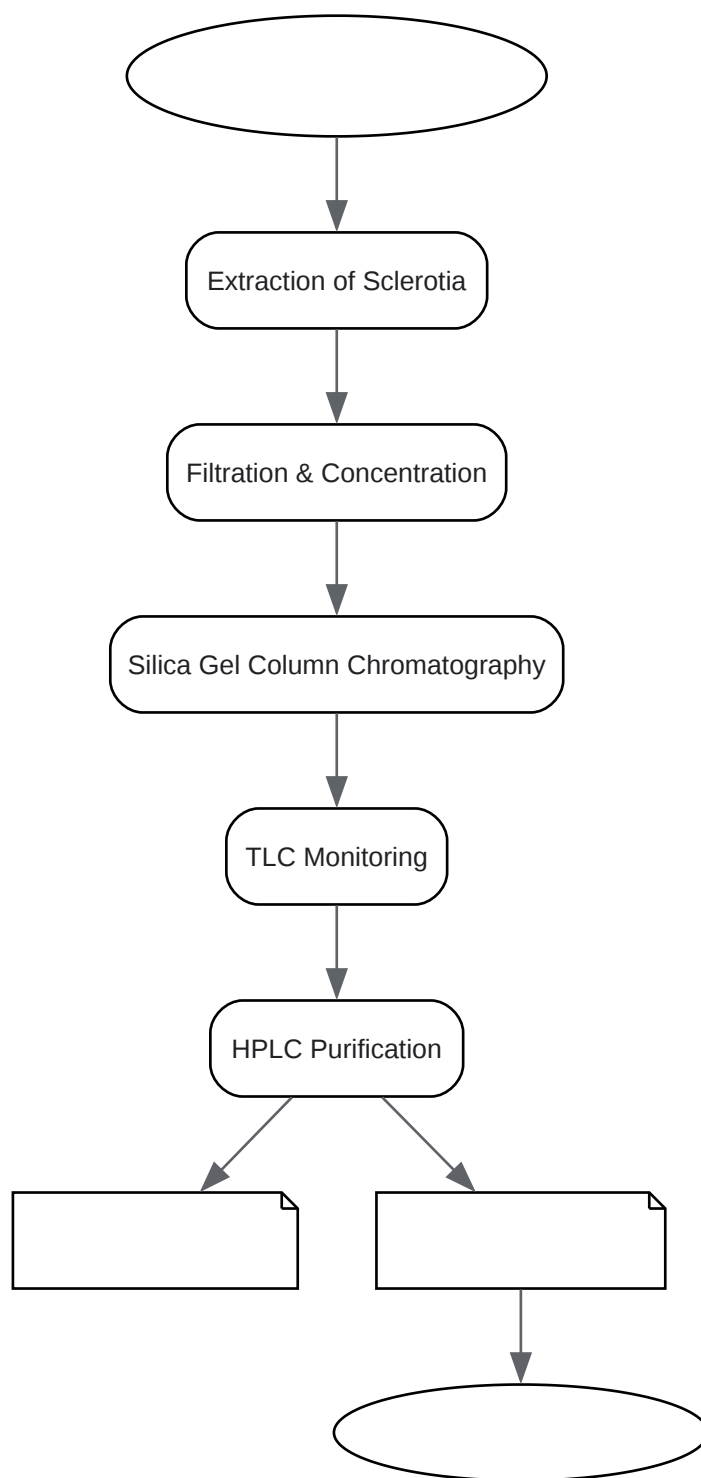 Extraction of Sclerotia
Filtration & Concentration
Silica Gel Column Chromatography
TLC Monitoring
HPLC Purification